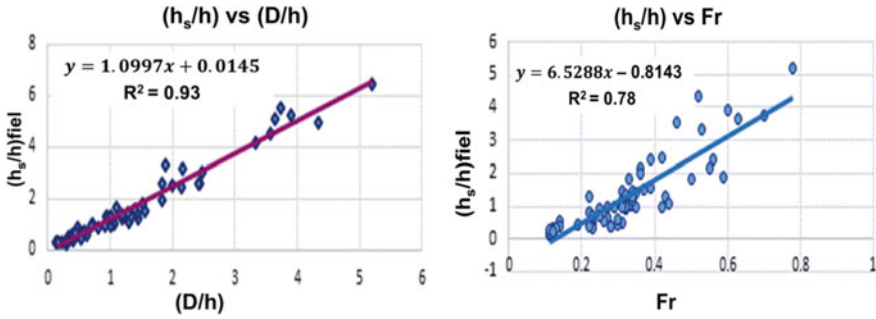 (hs/h) vs (D/h)
8
6
4
2
0
y = 1.0997x + 0.0145
R² = 0.93
(hs/h)fiel
0 1 2 3 4 5 6
(D/h)
(hs/h) vs Fr
6
5
4
3
2
1
0
-1
y = 6.5288x – 0.8143
R² = 0.78
(hs/h)fiel
0 0.2 0.4 0.6 0.8 1
Fr